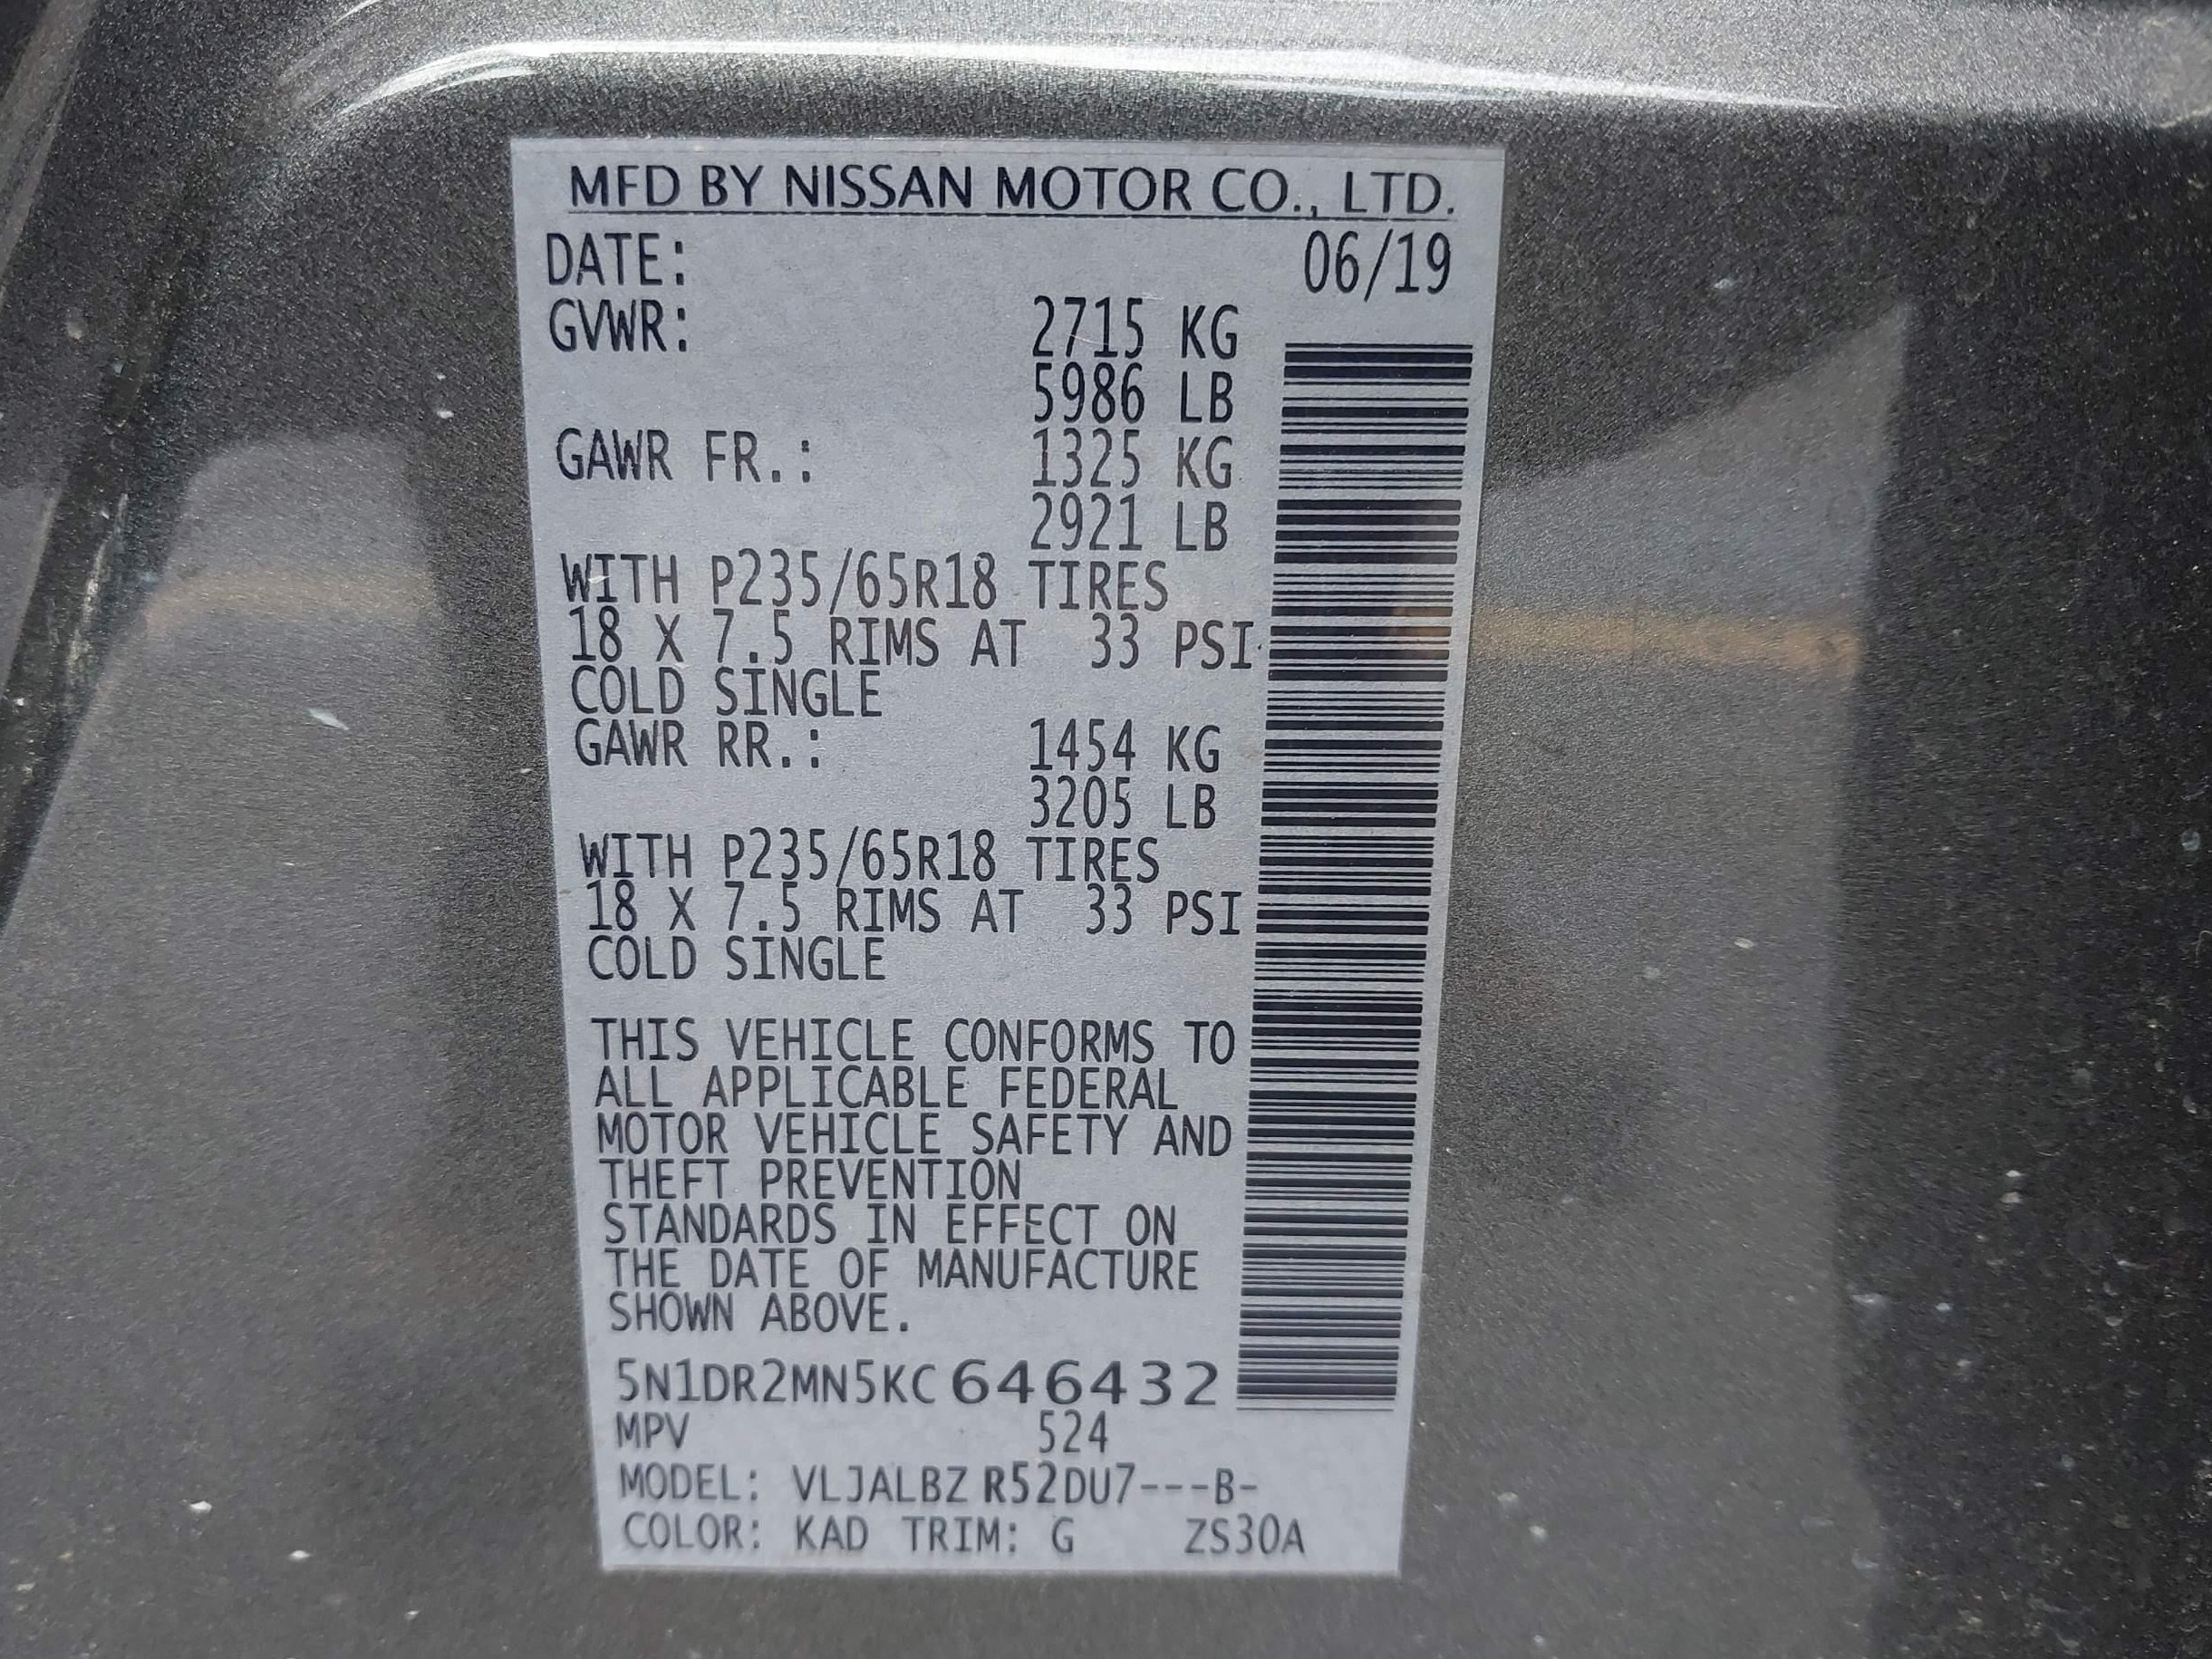 MFD BY NISSAN MOTOR CO., LTD.
DATE: 06/19
GVWR: 2715 KG
5986 LB
GAWR FR.: 1325 KG
2921 LB
WITH P235/65R18 TIRES
18 X 7.5 RIMS AT 33 PSI
COLD SINGLE
GAWR RR.: 1454 KG
3205 LB
WITH P235/65R18 TIRES
18 X 7.5 RIMS AT 33 PSI
COLD SINGLE
THIS VEHICLE CONFORMS TO
ALL APPLICABLE FEDERAL
MOTOR VEHICLE SAFETY AND
THEFT PREVENTION
STANDARDS IN EFFECT ON
THE DATE OF MANUFACTURE
SHOWN ABOVE.
5N1DR2MN5KC646432
MPV 524
MODEL: VLJALBZ R52DU7---B-
COLOR: KAD TRIM: G ZS30A